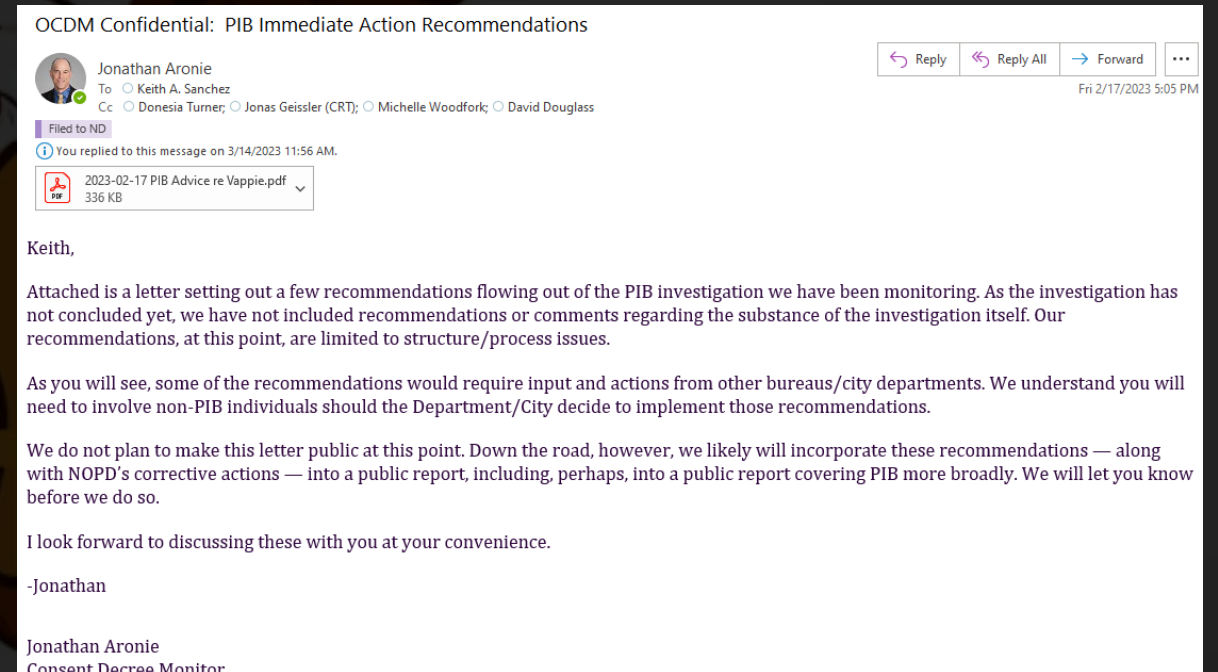 OCDM Confidential: PIB Immediate Action Recommendations
Jonathan Aronie
To Keith A. Sanchez
Cc Donesia Turner; Jonas Geissler (CRT); Michelle Woodfork; David Douglass
Reply Reply All Forward ...
Fri 2/17/2023 5:05 PM
Filed to ND
You replied to this message on 3/14/2023 11:56 AM.
PDF
2023-02-17 PIB Advice re Vappie.pdf
336 KB
Keith,
Attached is a letter setting out a few recommendations flowing out of the PIB investigation we have been monitoring. As the investigation has
not concluded yet, we have not included recommendations or comments regarding the substance of the investigation itself. Our
recommendations, at this point, are limited to structure/process issues.
As you will see, some of the recommendations would require input and actions from other bureaus/city departments. We understand you will
need to involve non-PIB individuals should the Department/City decide to implement those recommendations.
We do not plan to make this letter public at this point. Down the road, however, we likely will incorporate these recommendations — along
with NOPD’s corrective actions — into a public report, including, perhaps, into a public report covering PIB more broadly. We will let you know
before we do so.
I look forward to discussing these with you at your convenience.
-Jonathan
Jonathan Aronie
Consent Decree Monitor